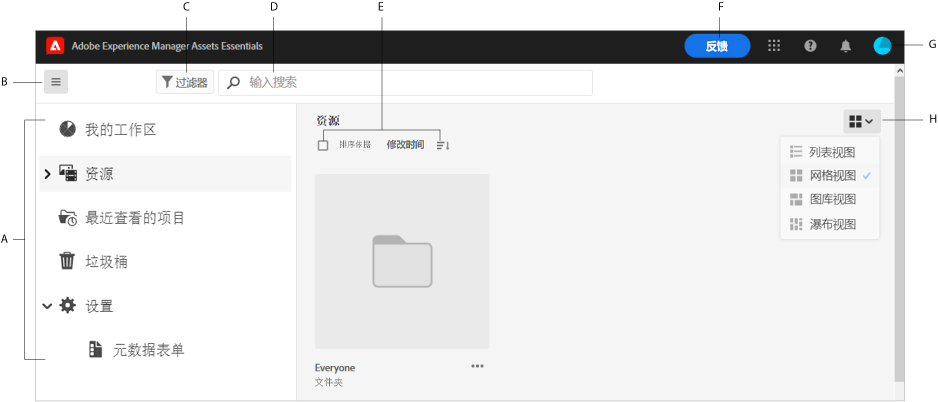 C
D
E
F
Adobe Experience Manager Assets Essentials
反馈
G
B
过滤器
输入搜索
A
我的工作区
资源
最近查看的项目
垃圾桶
设置
元数据表单
资源
排序依据 修改时间
H
列表视图
网格视图
图库视图
瀑布视图
Everyone
文件夹